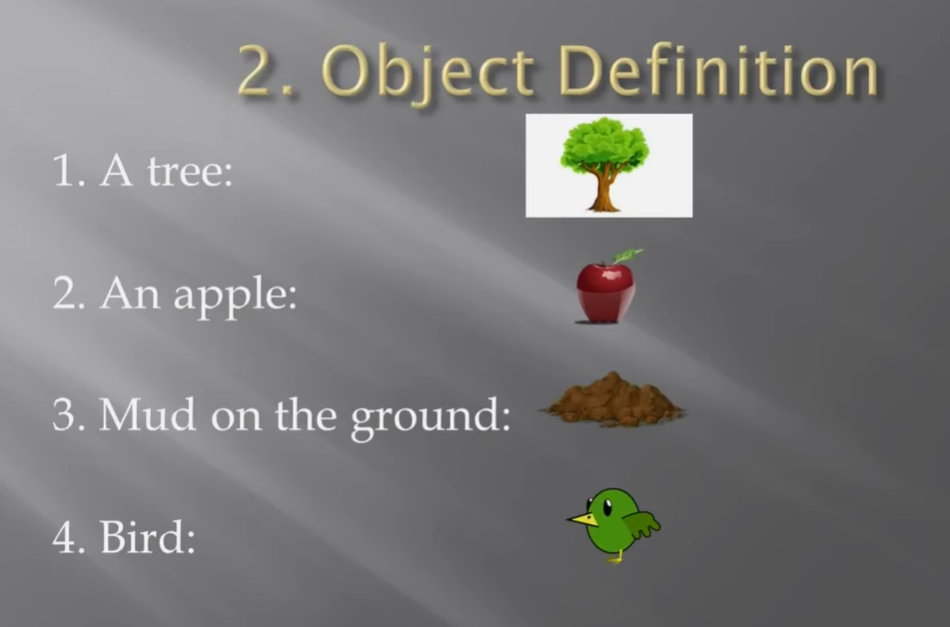 2. Object Definition
1. A tree:
2. An apple:
3. Mud on the ground:
4. Bird: